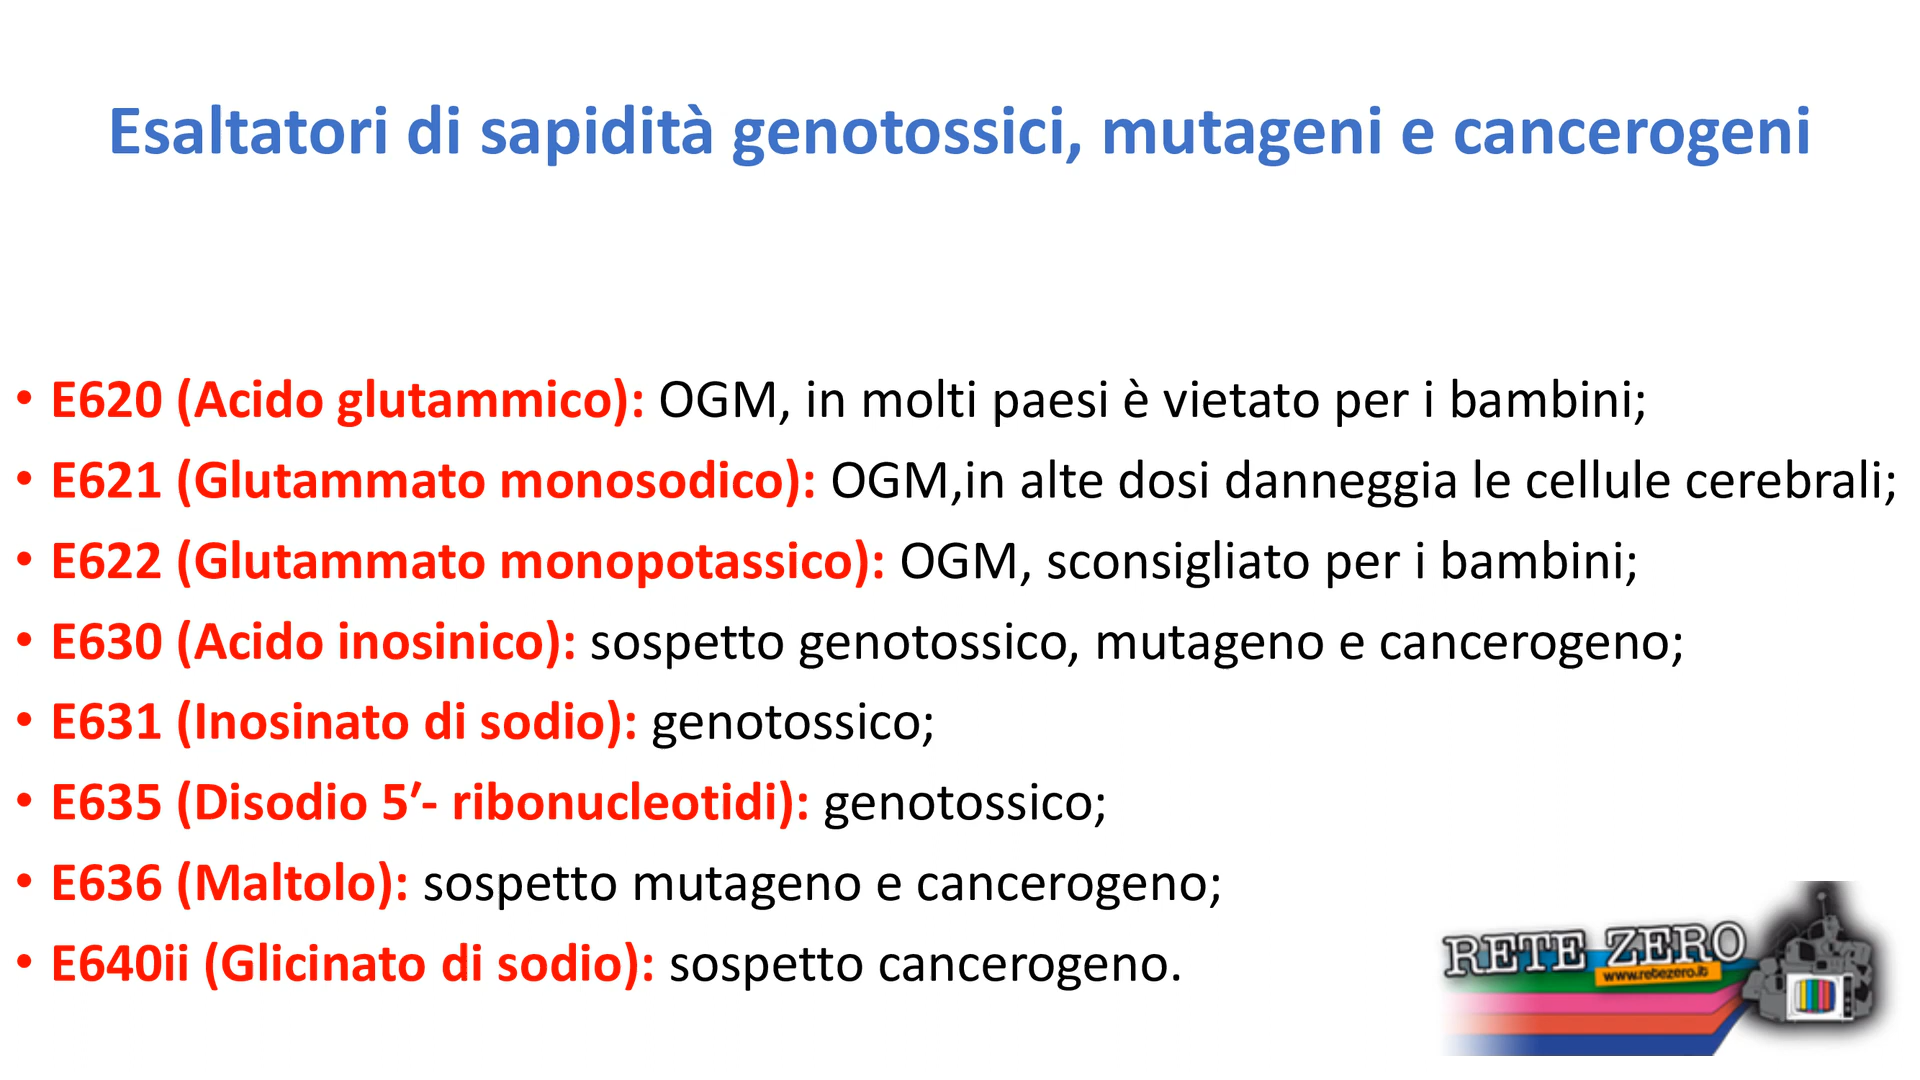 Esaltatori di sapidità genotossici, mutageni e cancerogeni
• E620 (Acido glutammico): OGM, in molti paesi è vietato per i bambini;
• E621 (Glutammato monosodico): OGM,in alte dosi danneggia le cellule cerebrali;
• E622 (Glutammato monopotassico): OGM, sconsigliato per i bambini;
• E630 (Acido inosinico): sospetto genotossico, mutageno e cancerogeno;
• E631 (Inosinato di sodio): genotossico;
• E635 (Disodio 5′- ribonucleotidi): genotossico;
• E636 (Maltolo): sospetto mutageno e cancerogeno;
• E640ii (Glicinato di sodio): sospetto cancerogeno.
RETE ZERO
www.retezero.it